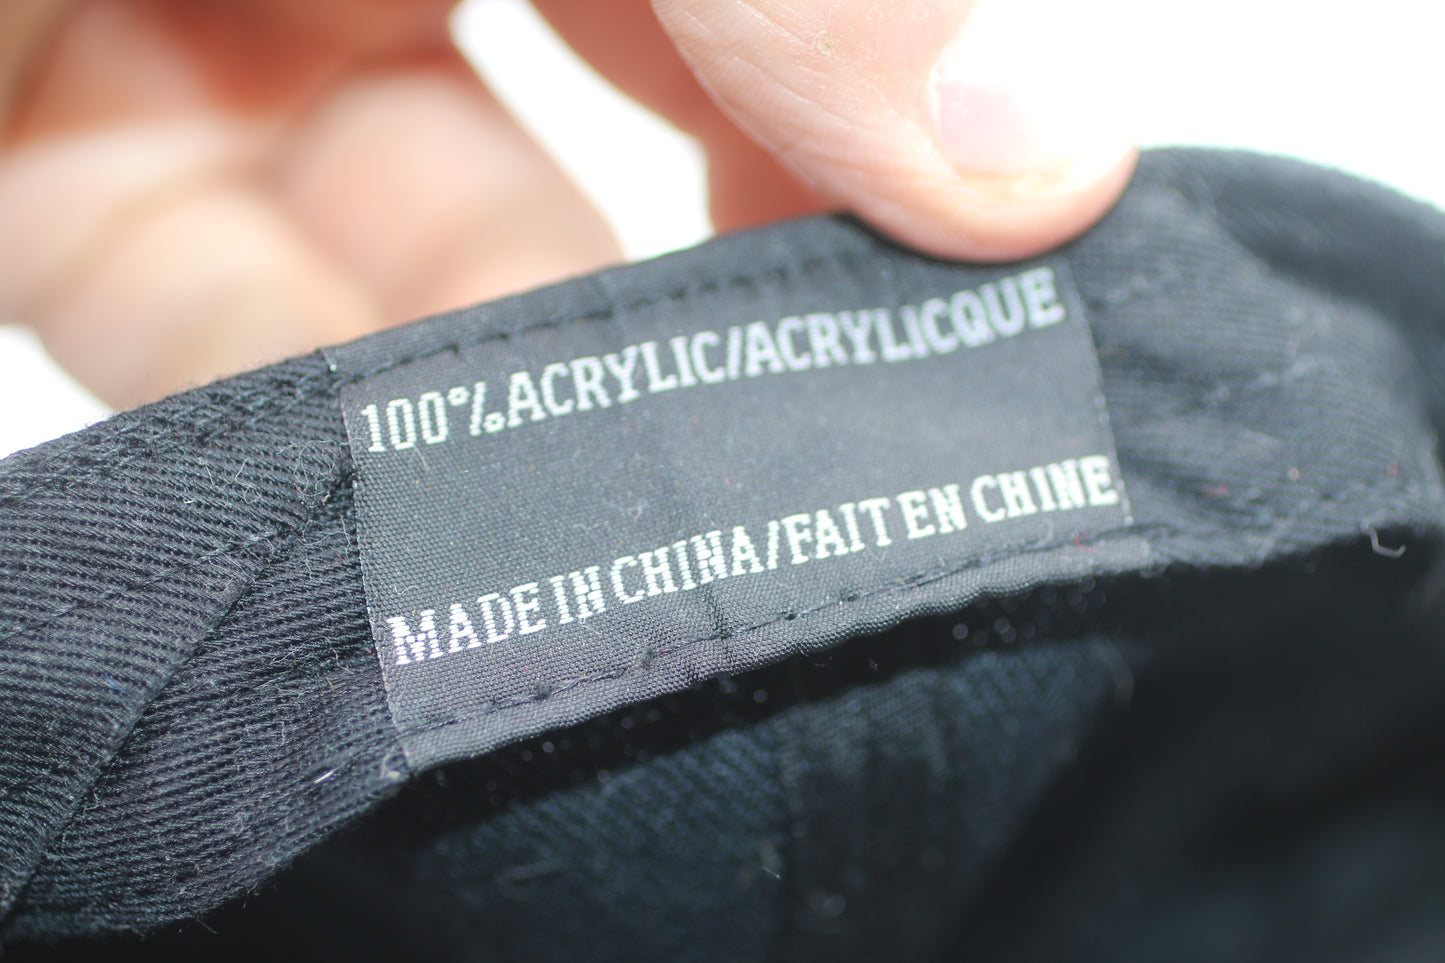 100%ACRYLIC/ACRYLICQUE
MADE IN CHINA/FAIT EN CHINE